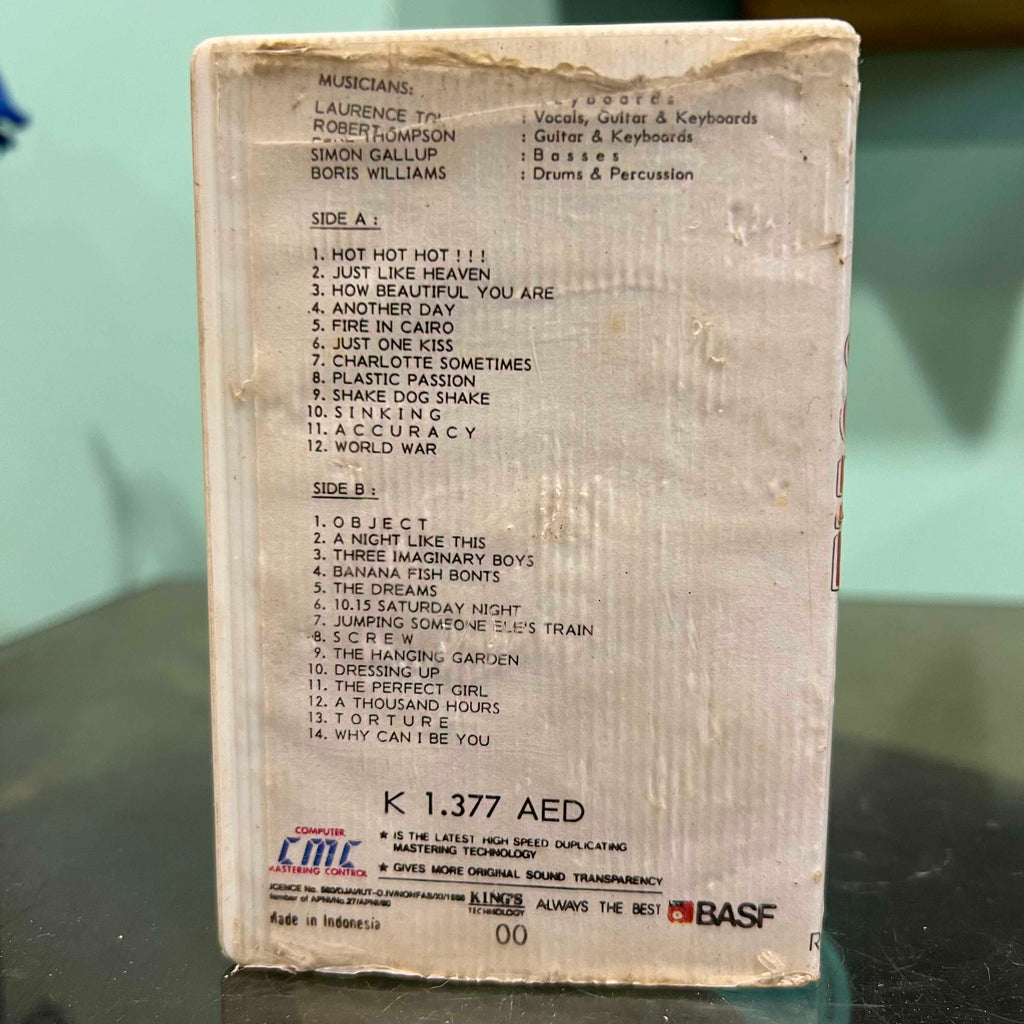 MUSICIANS:
LAURENCE TO
ROBERT : Vocals, Guitar & Keyboards
THOMPSON : Guitar & Keyboards
SIMON GALLUP : Basses
BORIS WILLIAMS : Drums & Percussion
SIDE A :
1. HOT HOT HOT ! ! !
2. JUST LIKE HEAVEN
3. HOW BEAUTIFUL YOU ARE
4. ANOTHER DAY
5. FIRE IN CAIRO
6. JUST ONE KISS
7. CHARLOTTE SOMETIMES
8. PLASTIC PASSION
9. SHAKE DOG SHAKE
10. SINKING
11. ACCURACY
12. WORLD WAR
SIDE B :
1. OBJECT
2. A NIGHT LIKE THIS
3. THREE IMAGINARY BOYS
4. BANANA FISH BONTS
5. THE DREAMS
6. 10.15 SATURDAY NIGHT
7. JUMPING SOMEONE ELE'S TRAIN
8. SCREW
9. THE HANGING GARDEN
10. DRESSING UP
11. THE PERFECT GIRL
12. A THOUSAND HOURS
13. TORTURE
14. WHY CAN I BE YOU
K 1.377 AED
COMPUTER
CMC
MASTERING CONTROL
★ IS THE LATEST HIGH SPEED DUPLICATING
MASTERING TECHNOLOGY
★ GIVES MORE ORIGINAL SOUND TRANSPARENCY
KING'S
TECHNOLOGY
ALWAYS THE BEST BASF
Made in Indonesia
00